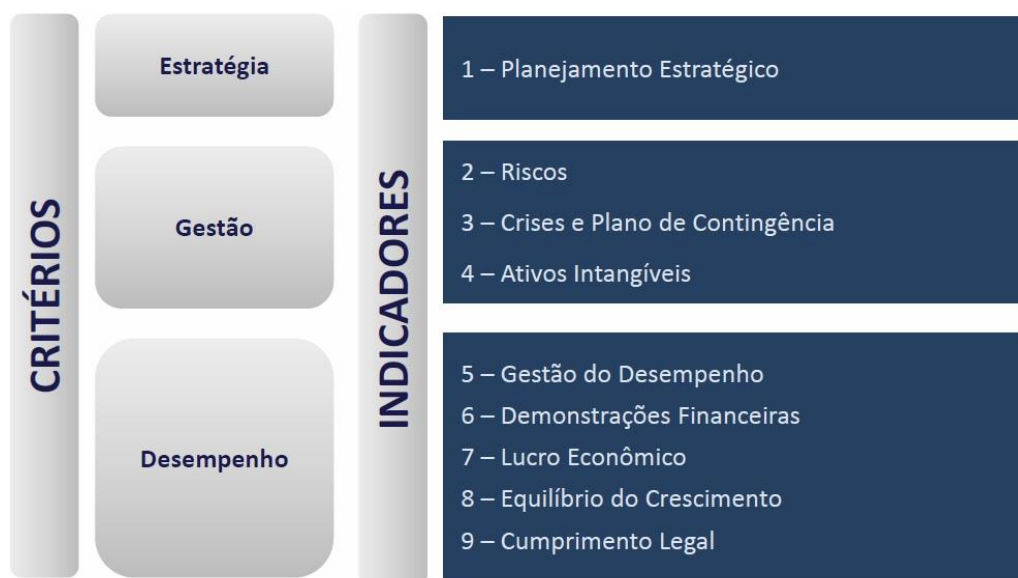 CRITÉRIOS
Estratégia
Gestão
Desempenho
INDICADORES
1 – Planejamento Estratégico
2 – Riscos
3 – Crises e Plano de Contingência
4 – Ativos Intangíveis
5 – Gestão do Desempenho
6 – Demonstrações Financeiras
7 – Lucro Econômico
8 – Equilíbrio do Crescimento
9 – Cumprimento Legal